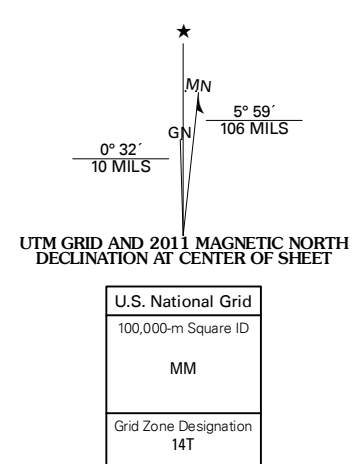 ★
MN
5° 59´
106 MILS
GN
0° 32´
10 MILS
UTM GRID AND 2011 MAGNETIC NORTH
DECLINATION AT CENTER OF SHEET
U.S. National Grid
100,000-m Square ID
MM
Grid Zone Designation
14T